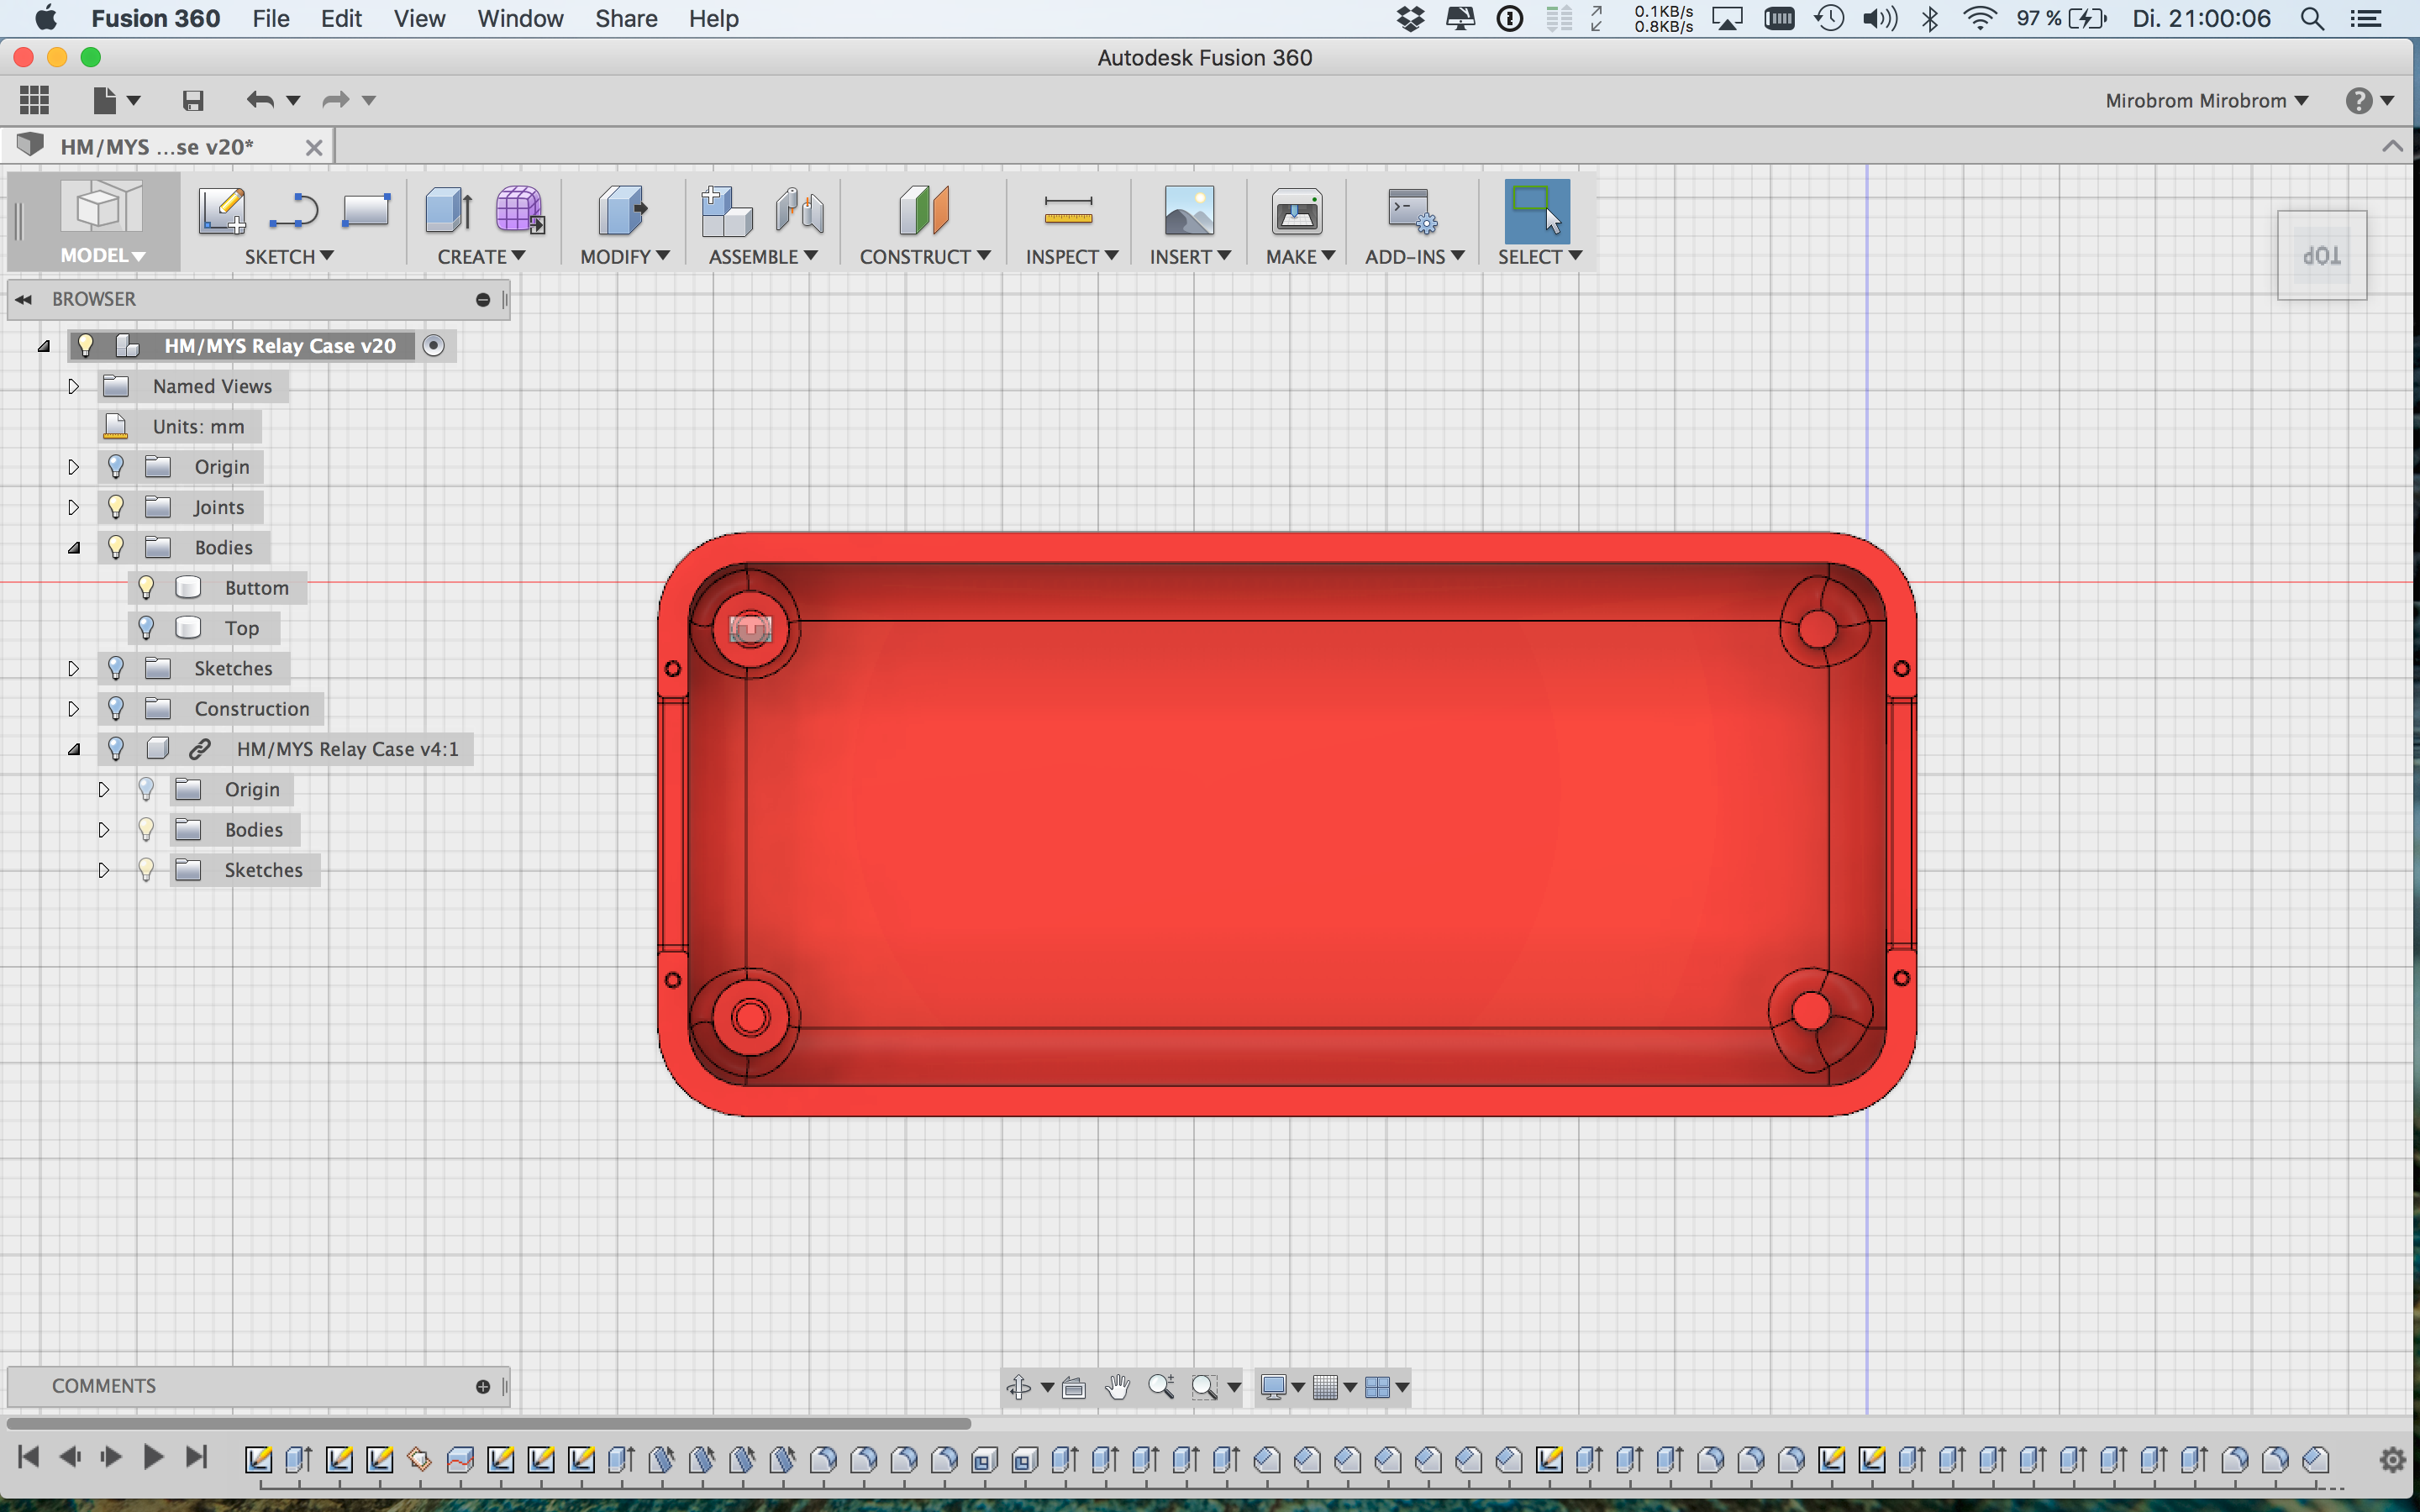 Fusion 360 File Edit View Window Share Help 0.1KB/s 97 % Di. 21:00:06
0.8KB/s
Autodesk Fusion 360
Mirobrom Mirobrom ?
HM/MYS ...se v20*
MODEL SKETCH CREATE MODIFY ASSEMBLE CONSTRUCT INSPECT INSERT MAKE ADD-INS SELECT
TOP
BROWSER
HM/MYS Relay Case v20
Named Views
Units: mm
Origin
Joints
Bodies
Buttom
Top
Sketches
Construction
HM/MYS Relay Case v4:1
Origin
Bodies
Sketches
COMMENTS